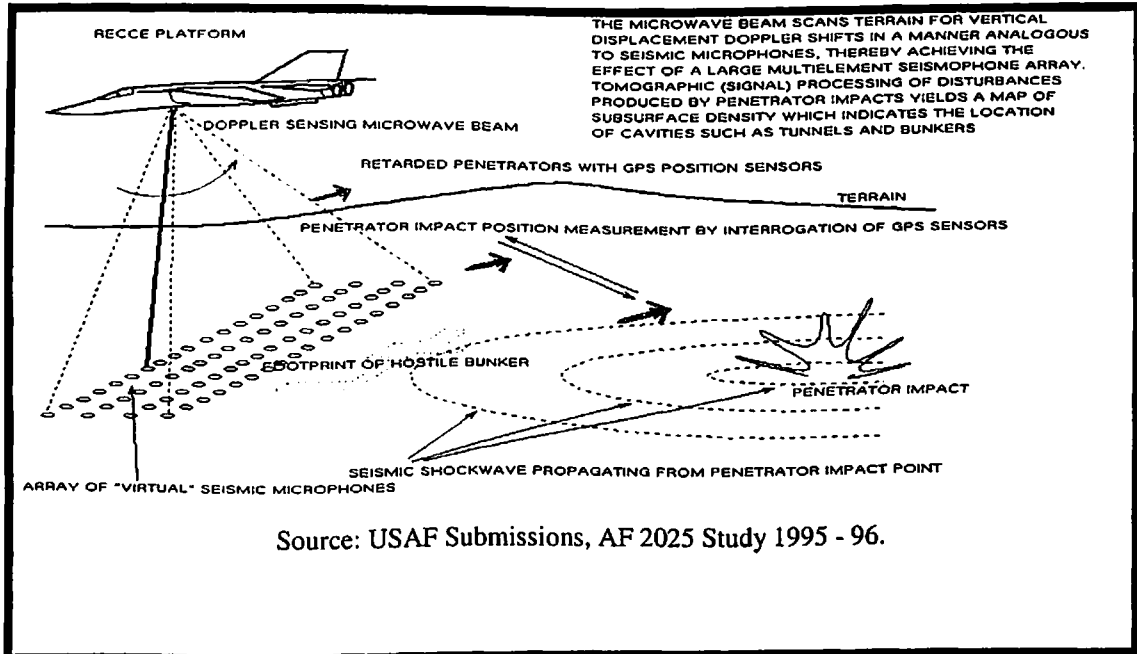 RECCE PLATFORM
THE MICROWAVE BEAM SCANS TERRAIN FOR VERTICAL
DISPLACEMENT DOPPLER SHIFTS IN A MANNER ANALOGOUS
TO SEISMIC MICROPHONES, THEREBY ACHIEVING THE
EFFECT OF A LARGE MULTIELEMENT SEISMOPHONE ARRAY.
TOMOGRAPHIC (SIGNAL) PROCESSING OF DISTURBANCES
PRODUCED BY PENETRATOR IMPACTS YIELDS A MAP OF
SUBSURFACE DENSITY WHICH INDICATES THE LOCATION
OF CAVITIES SUCH AS TUNNELS AND BUNKERS
DOPPLER SENSING MICROWAVE BEAM
RETARDED PENETRATORS WITH GPS POSITION SENSORS
TERRAIN
PENETRATOR IMPACT POSITION MEASUREMENT BY INTERROGATION OF GPS SENSORS
FOOTPRINT OF HOSTILE BUNKER
PENETRATOR IMPACT
SEISMIC SHOCKWAVE PROPAGATING FROM PENETRATOR IMPACT POINT
ARRAY OF "VIRTUAL" SEISMIC MICROPHONES
Source: USAF Submissions, AF 2025 Study 1995 - 96.